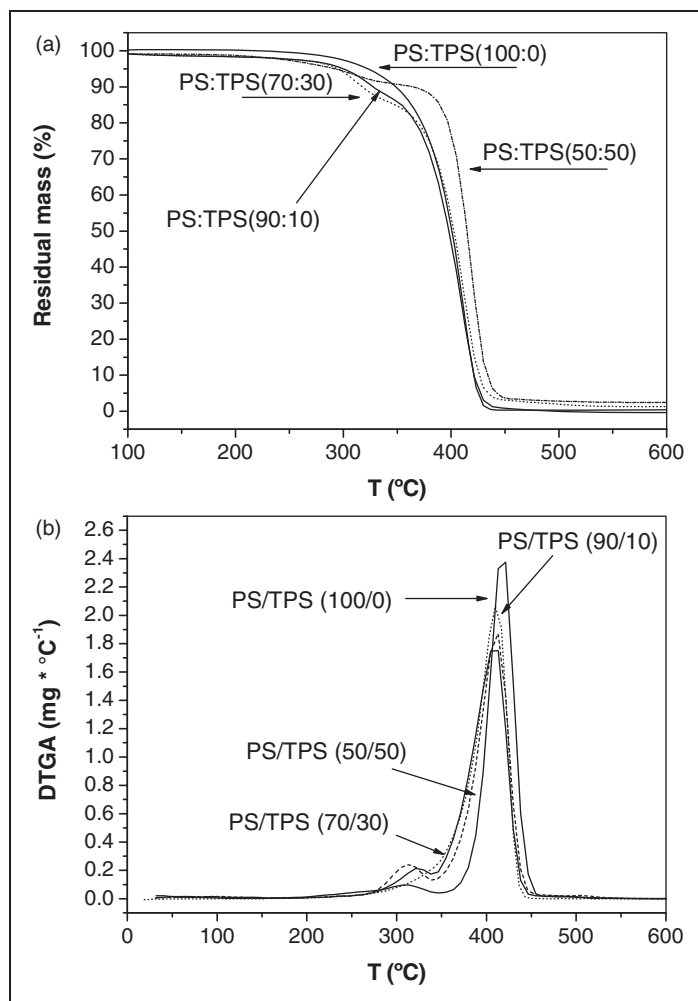 (a)
100
90
80
70
60
50
40
30
20
10
0
Residual mass (%)
PS:TPS(100:0)
PS:TPS(70:30)
PS:TPS(50:50)
PS:TPS(90:10)
100 200 300 400 500 600
T (ºC)
(b)
2.6
2.4
2.2
2.0
1.8
1.6
1.4
1.2
1.0
0.8
0.6
0.4
0.2
0.0
DTGA (mg * °C⁻¹)
PS/TPS (90/10)
PS/TPS (100/0)
PS/TPS (50/50)
PS/TPS (70/30)
0 100 200 300 400 500 600
T (ºC)